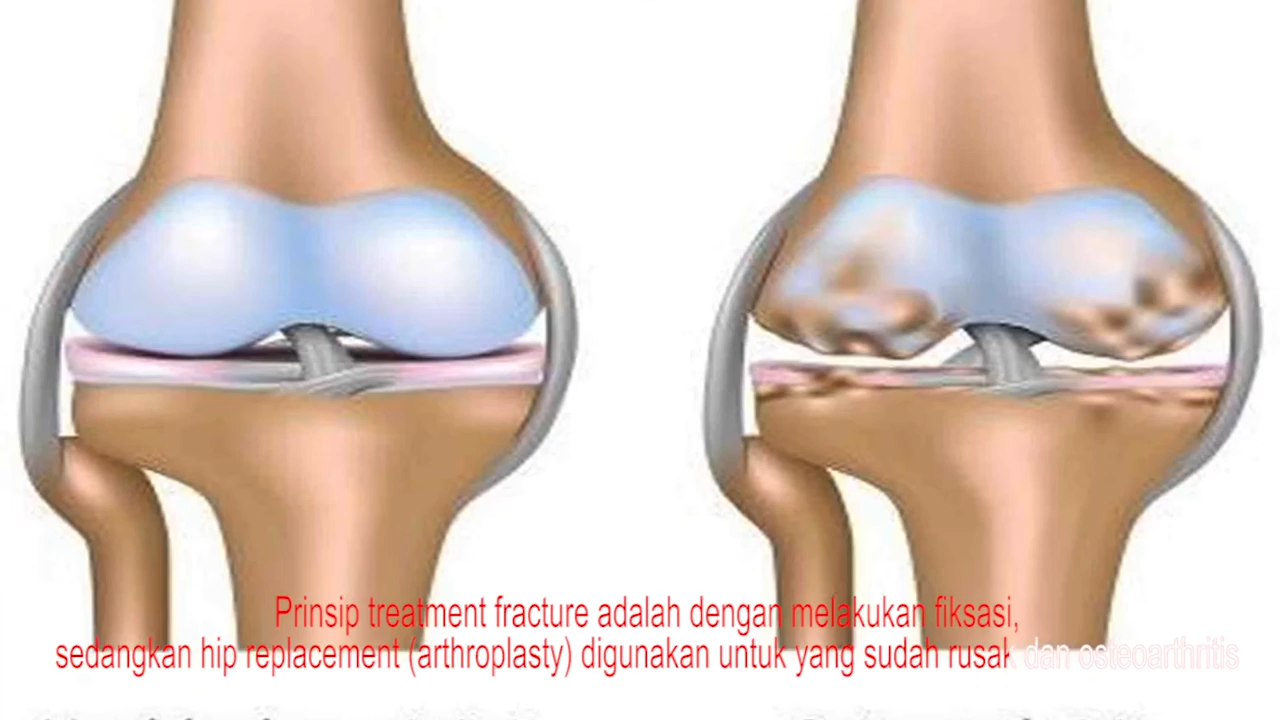 Prinsip treatment fracture adalah dengan melakukan fiksasi,
sedangkan hip replacement (arthroplasty) digunakan untuk yang sudah rusak dan osteoarthritis